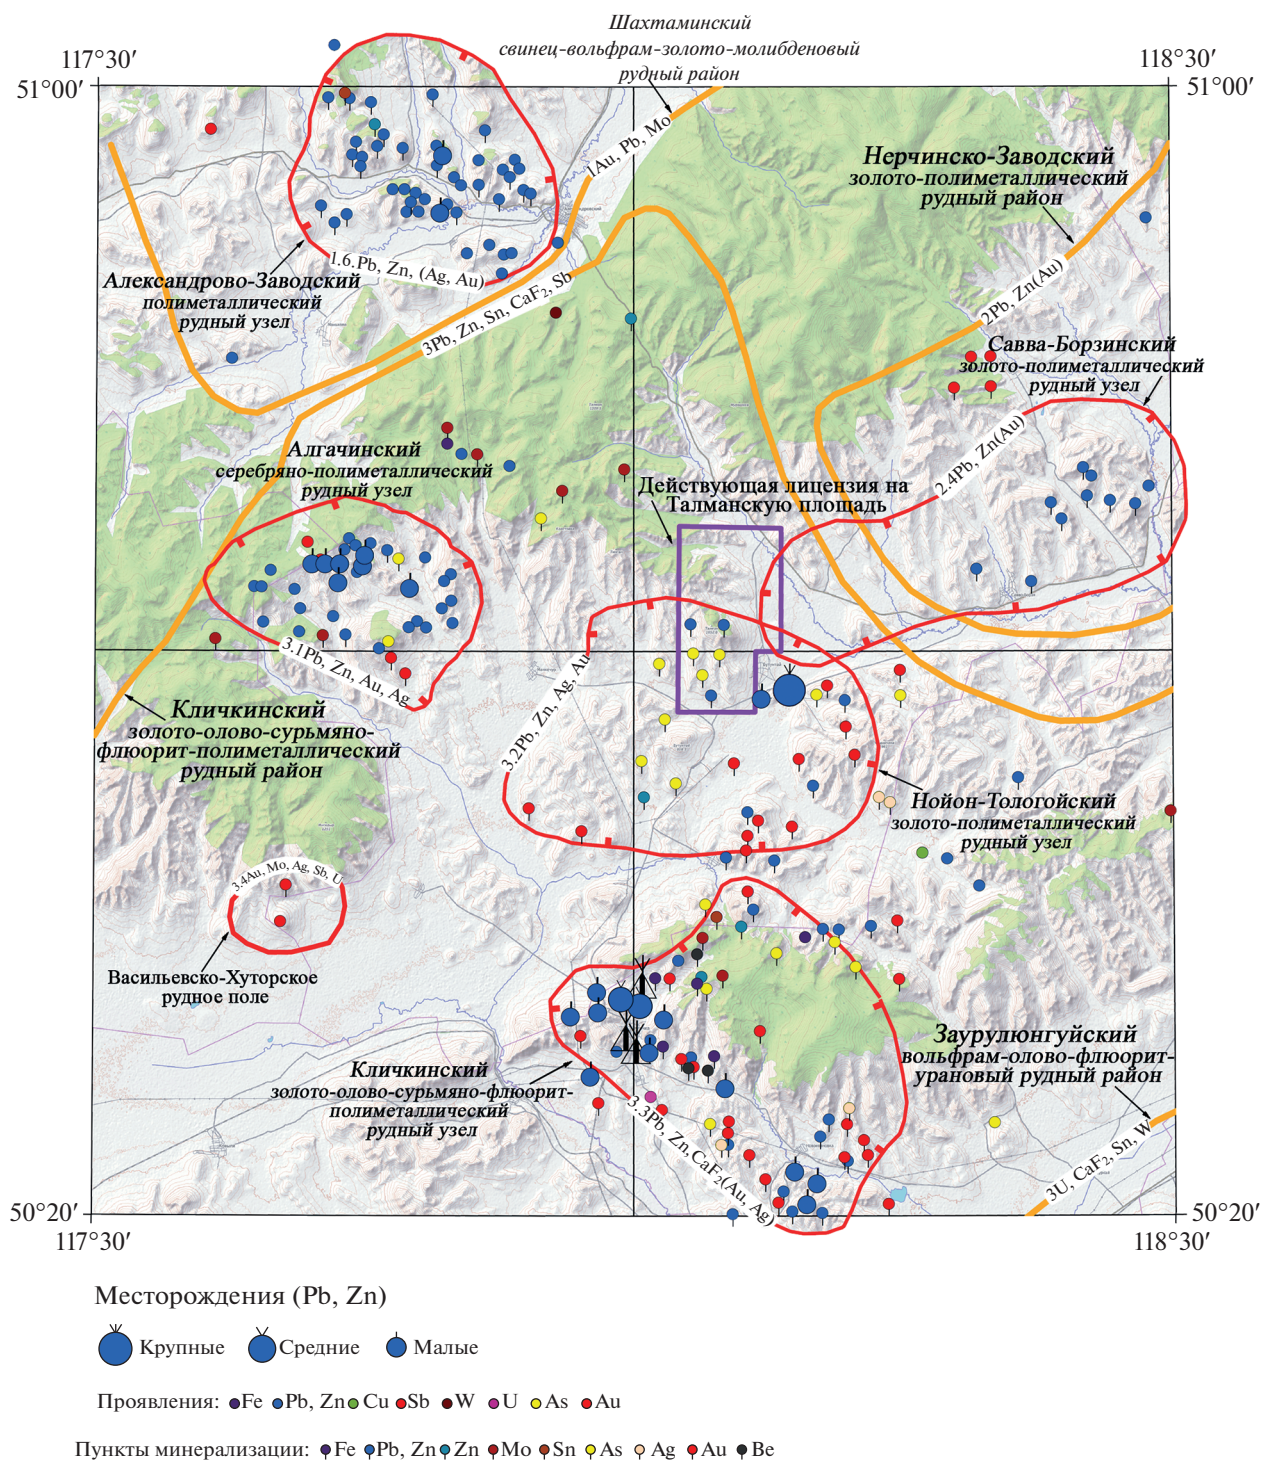 Шахтаминский
свинец-вольфрам-золото-молибденовый
рудный район
117°30′
118°30′
51°00′
51°00′
1Au, Pb, Mo
Нерчинско-Заводский
золото-полиметаллический
рудный район
1.6.Pb, Zn, (Ag, Au)
Александрово-Заводский
полиметаллический
рудный узел
2Pb, Zn(Au)
3Pb, Zn, Sn, CaF2, Sb
Савва-Борзинский
золото-полиметаллический
рудный узел
2.4Pb, Zn(Au)
Алгачинский
серебряно-полиметаллический
рудный узел
Действующая лицензия на
Талманскую площадь
3.1Pb, Zn, Au, Ag
3.2Pb, Zn, Ag, Au
Кличкинский
золото-олово-сурьмяно-
флюорит-полиметаллический
рудный район
Нойон-Тологойский
золото-полиметаллический
рудный узел
3.4Au, Mo, Ag, Sb, U
Васильевско-Хуторское
рудное поле
Заурулюнгуйский
вольфрам-олово-флюорит-
урановый рудный район
Кличкинский
золото-олово-сурьмяно-флюорит-
полиметаллический
рудный узел
3.3Pb, Zn, CaF2(Au, Ag)
3U, CaF2, Sn, W
50°20′
50°20′
117°30′
118°30′
Месторождения (Pb, Zn)
Крупные Средние Малые
Проявления: Fe Pb, Zn Cu Sb W U As Au
Пункты минерализации: Fe Pb, Zn Zn Mo Sn As Ag Au Be